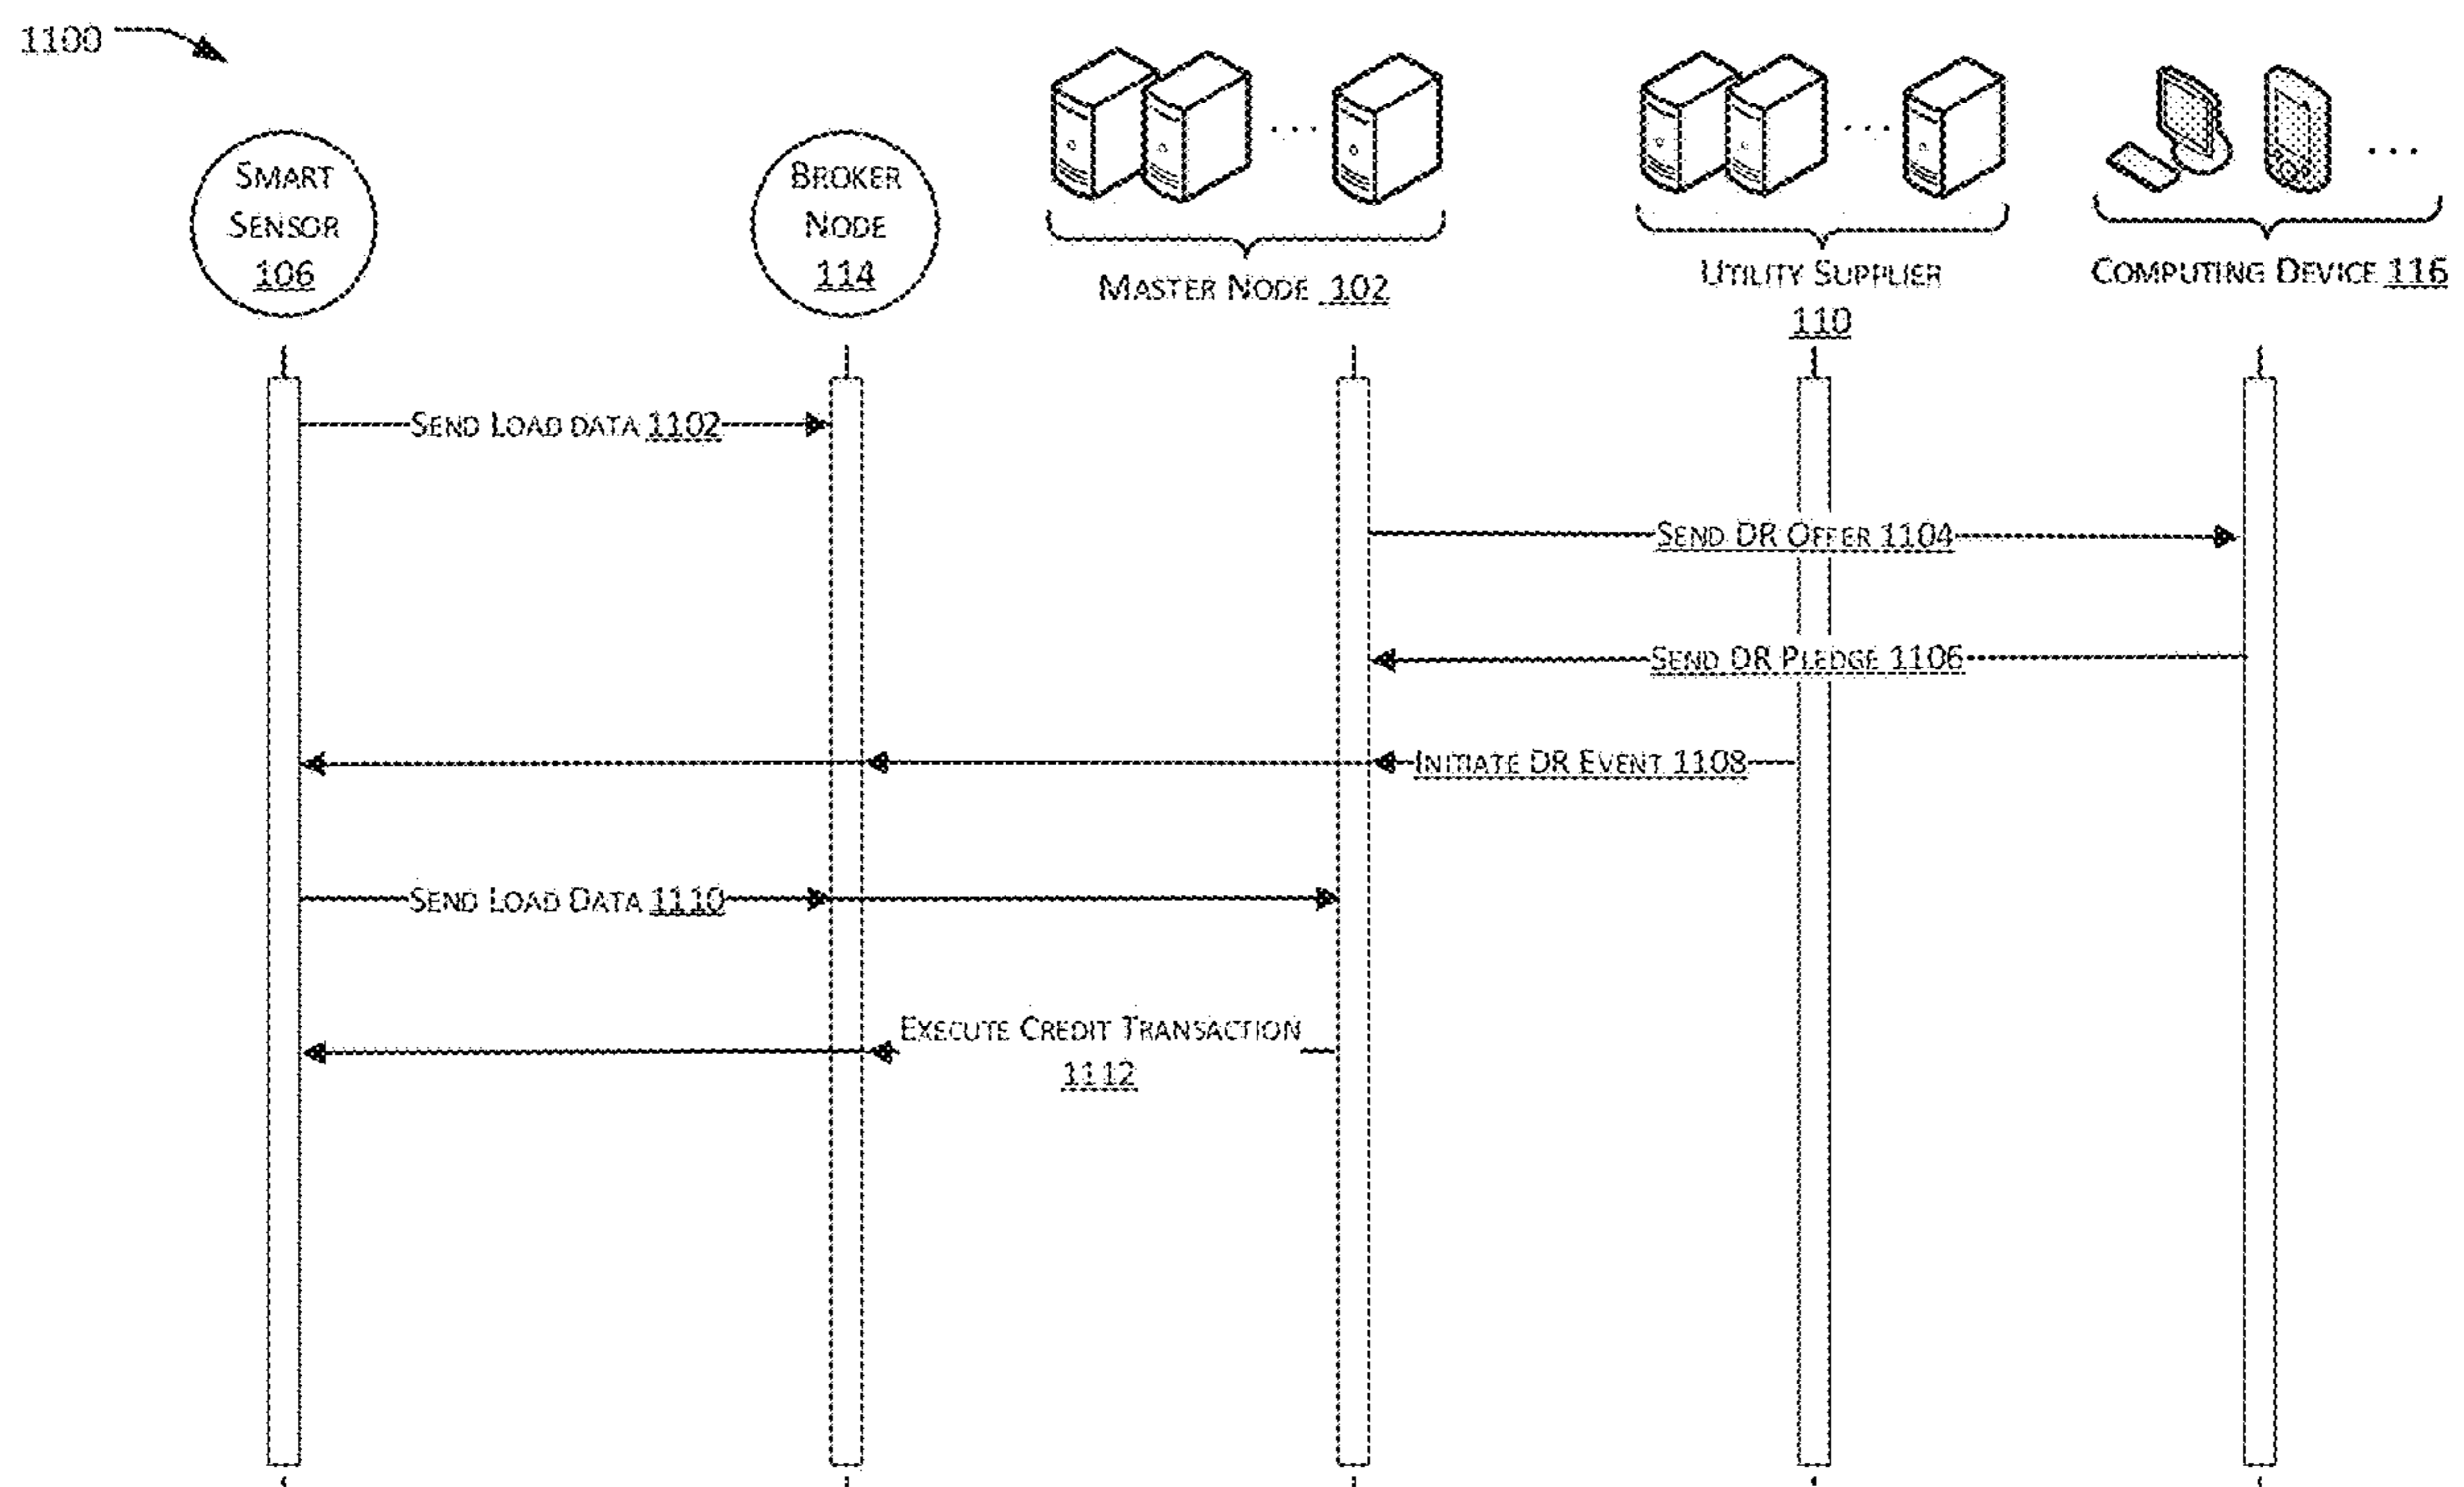 1100
SMART
SENSOR
106
BROKER
NODE
114
MASTER NODE 102
UTILITY SUPPLIER
110
COMPUTING DEVICE 116
SEND LOAD DATA 1102
SEND DR OFFER 1104
SEND DR PLEDGE 1106
INITIATE DR EVENT 1108
SEND LOAD DATA 1110
EXECUTE CREDIT TRANSACTION
1112